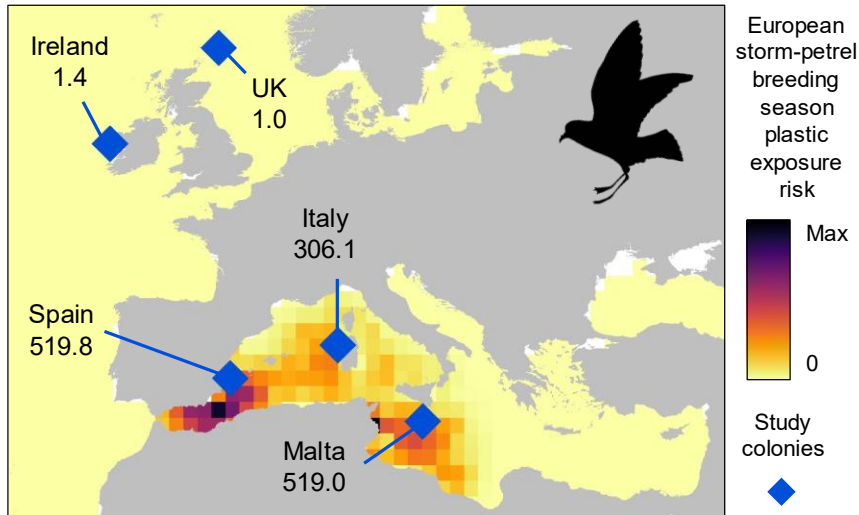 Ireland
1.4
UK
1.0
Italy
306.1
Spain
519.8
Malta
519.0
European
storm-petrel
breeding
season
plastic
exposure
risk
Max
0
Study
colonies